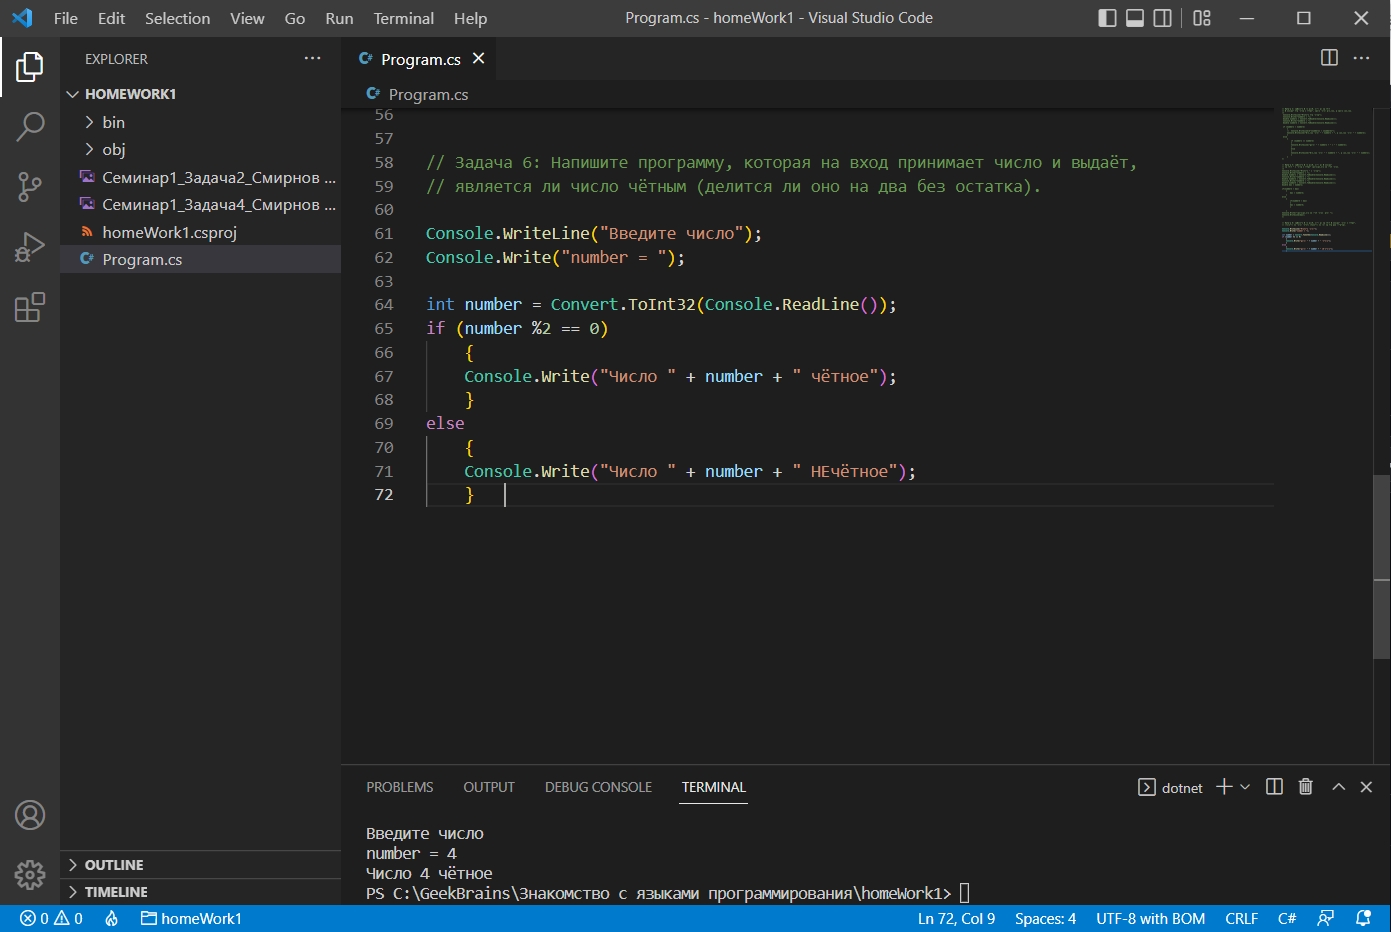 File Edit Selection View Go Run Terminal Help Program.cs - homeWork1 - Visual Studio Code
EXPLORER
HOMEWORK1
bin
obj
Семинар1_Задача2_Смирнов ...
Семинар1_Задача4_Смирнов ...
homeWork1.csproj
C# Program.cs
C# Program.cs
C# Program.cs
56
57
58 // Задача 6: Напишите программу, которая на вход принимает число и выдаёт,
59 // является ли число чётным (делится ли оно на два без остатка).
60
61 Console.WriteLine("Введите число");
62 Console.Write("number = ");
63
64 int number = Convert.ToInt32(Console.ReadLine());
65 if (number %2 == 0)
66 {
67 Console.Write("Число " + number + " чётное");
68 }
69 else
70 {
71 Console.Write("Число " + number + " НЕчётное");
72 }
PROBLEMS OUTPUT DEBUG CONSOLE TERMINAL dotnet
Введите число
number = 4
Число 4 чётное
PS C:\GeekBrains\Знакомство с языками программирования\homeWork1>
OUTLINE
TIMELINE
0 0 homeWork1 Ln 72, Col 9 Spaces: 4 UTF-8 with BOM CRLF C#